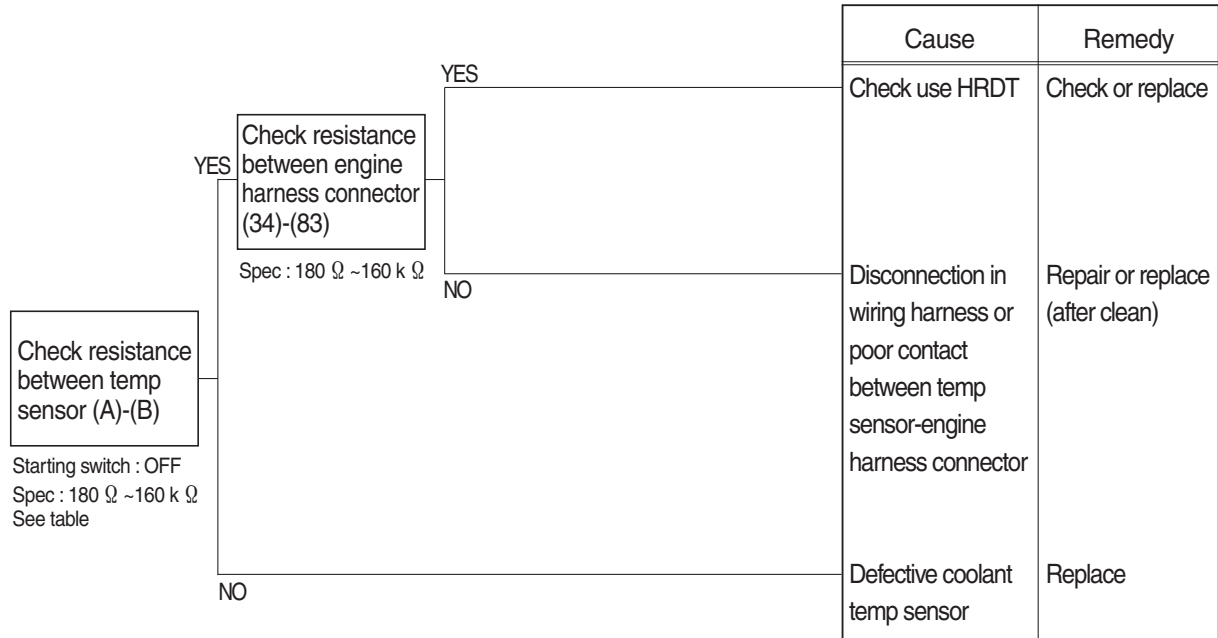 Cause
Remedy
YES
Check use HRDT
Check or replace
YES
Check resistance
between engine
harness connector
(34)-(83)
Spec : 180 Ω ~160 k Ω
NO
Disconnection in
wiring harness or
poor contact
between temp
sensor-engine
harness connector
Repair or replace
(after clean)
Check resistance
between temp
sensor (A)-(B)
Starting switch : OFF
Spec : 180 Ω ~160 k Ω
See table
NO
Defective coolant
temp sensor
Replace